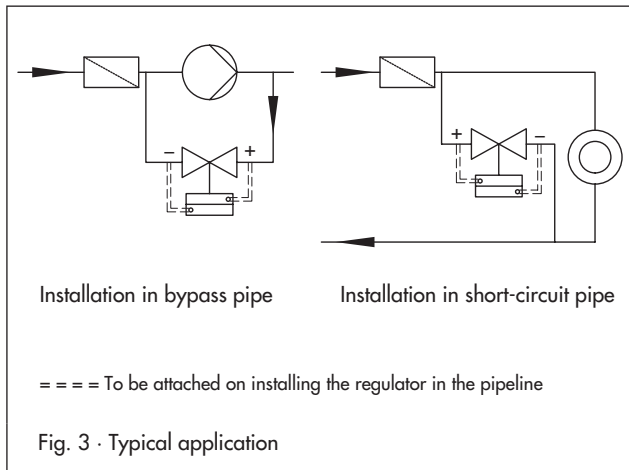 − +
+ −
Installation in bypass pipe
Installation in short-circuit pipe
= = = = To be attached on installing the regulator in the pipeline
Fig. 3 · Typical application